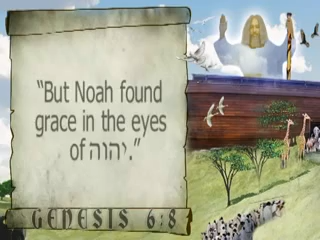 “But Noah found
grace in the eyes
of יהוה.”
GENESIS 6:8